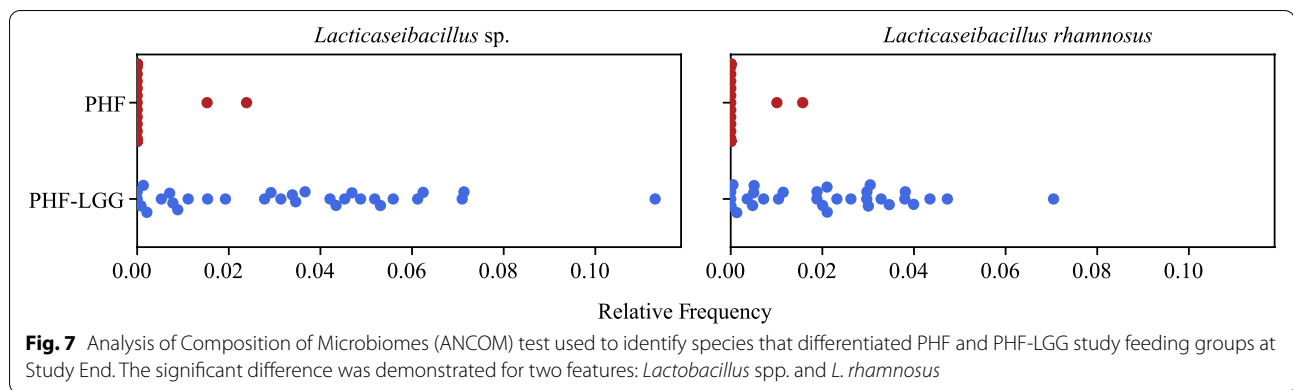 Lacticaseibacillus sp.
Lacticaseibacillus rhamnosus
PHF
PHF-LGG
0.00 0.02 0.04 0.06 0.08 0.10
0.00 0.02 0.04 0.06 0.08 0.10
Relative Frequency
Fig. 7 Analysis of Composition of Microbiomes (ANCOM) test used to identify species that differentiated PHF and PHF-LGG study feeding groups at
Study End. The significant difference was demonstrated for two features: Lactobacillus spp. and L. rhamnosus